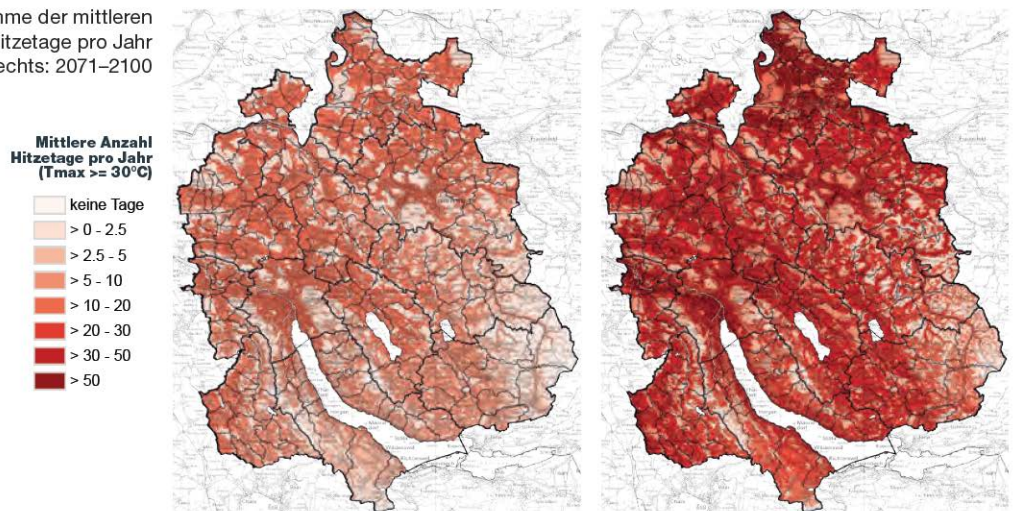 nme der mittleren
itzetage pro Jahr
echts: 2071–2100
Mittlere Anzahl
Hitzetage pro Jahr
(Tmax >= 30°C)
keine Tage
> 0 - 2.5
> 2.5 - 5
> 5 - 10
> 10 - 20
> 20 - 30
> 30 - 50
> 50